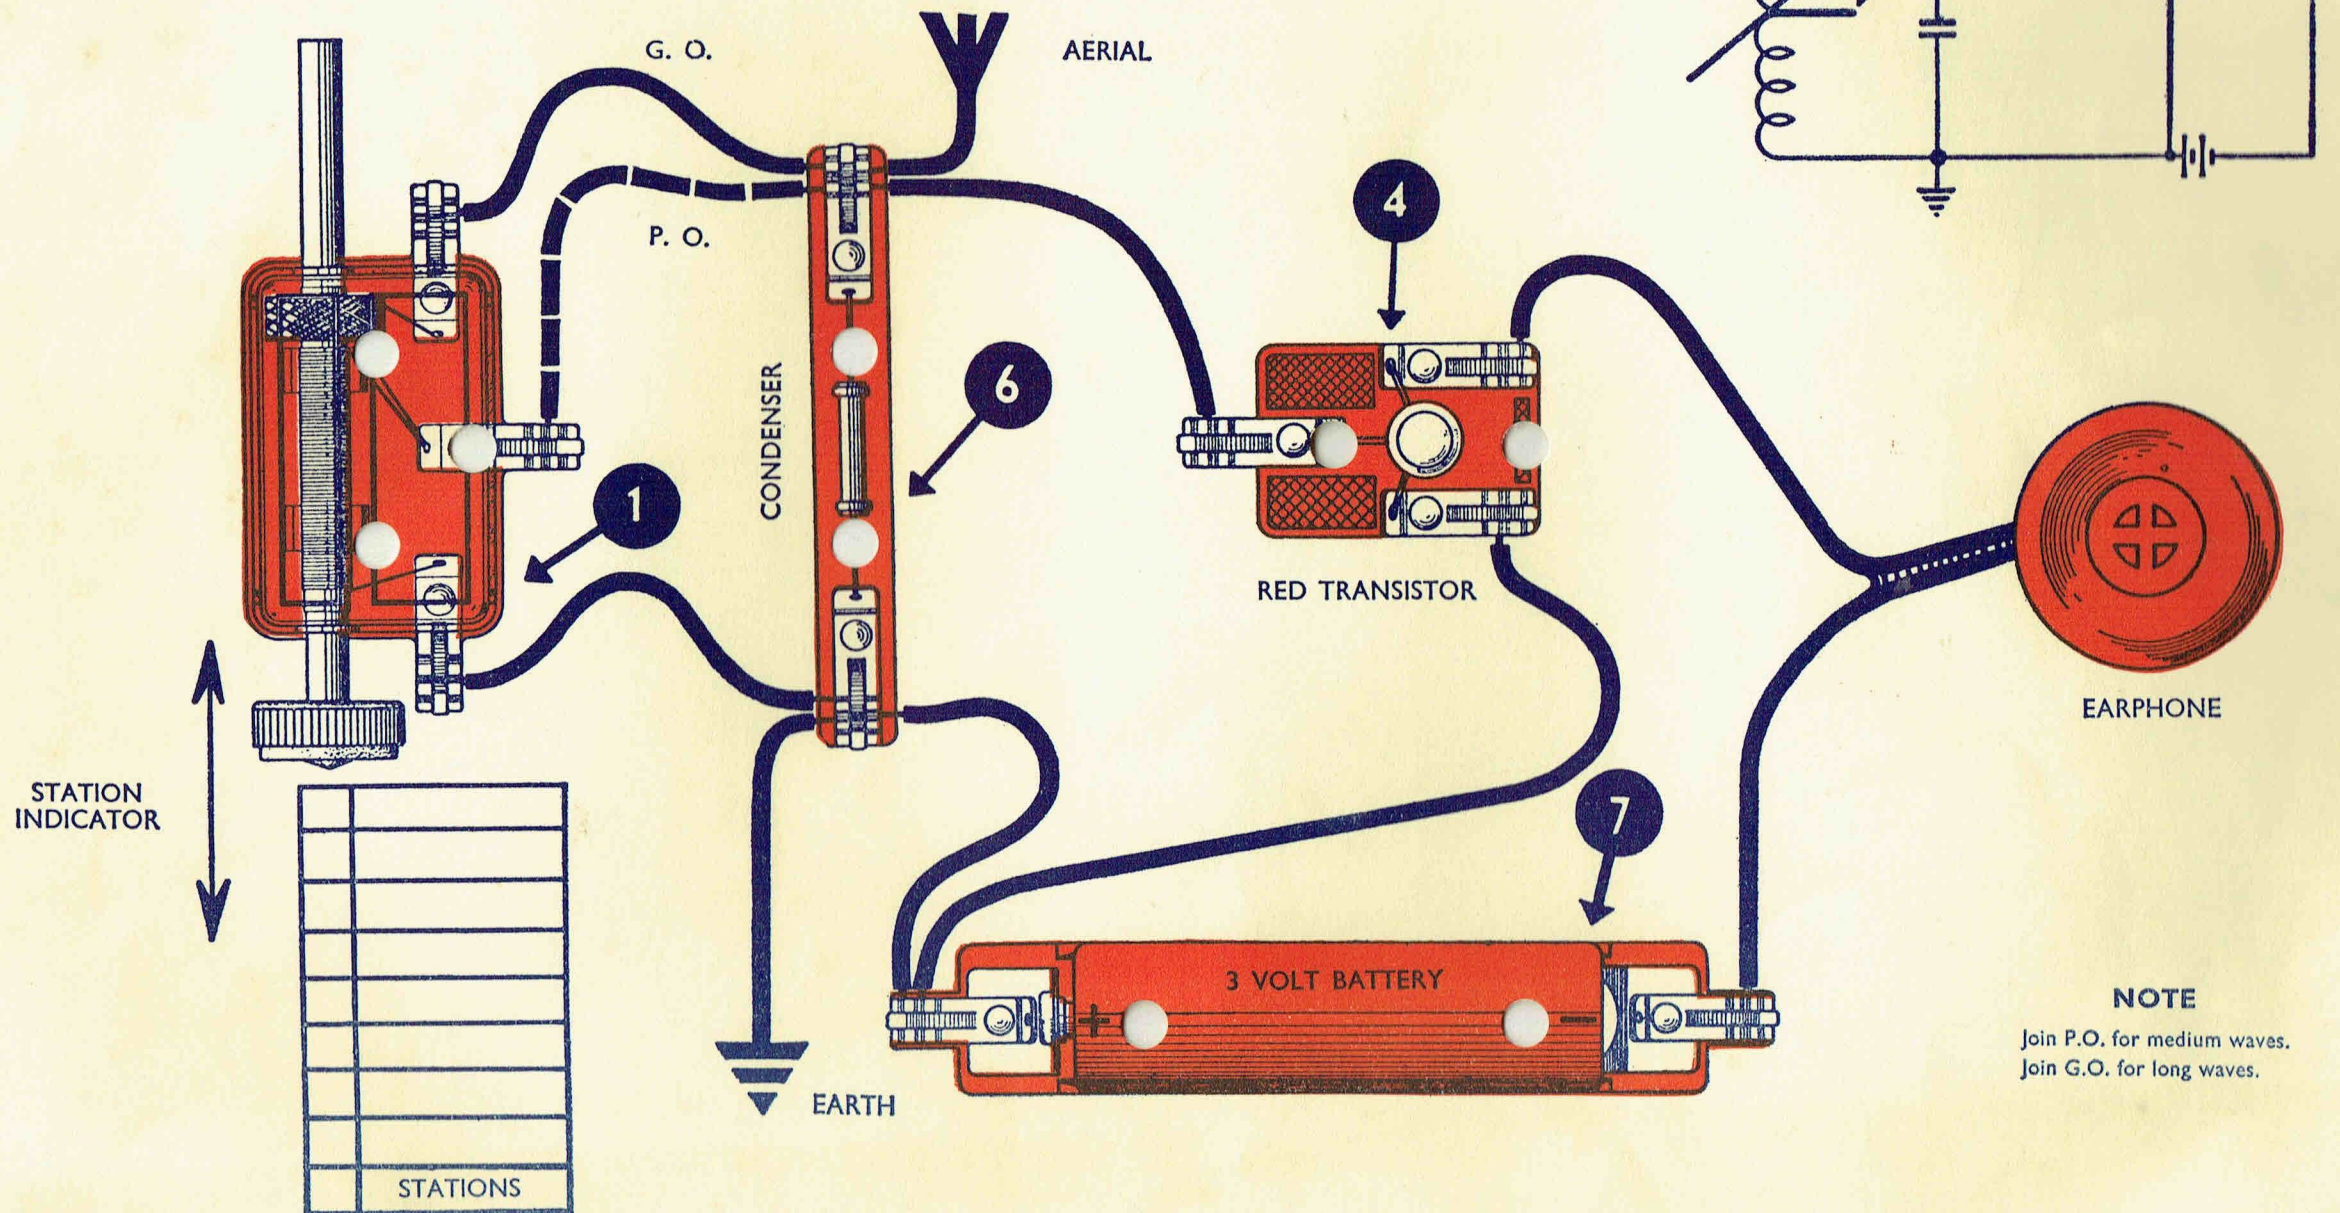 G. O.
AERIAL
P. O.
4
CONDENSER
6
1
RED TRANSISTOR
EARPHONE
STATION
INDICATOR
7
3 VOLT BATTERY
+ −
NOTE
Join P.O. for medium waves.
Join G.O. for long waves.
EARTH
STATIONS